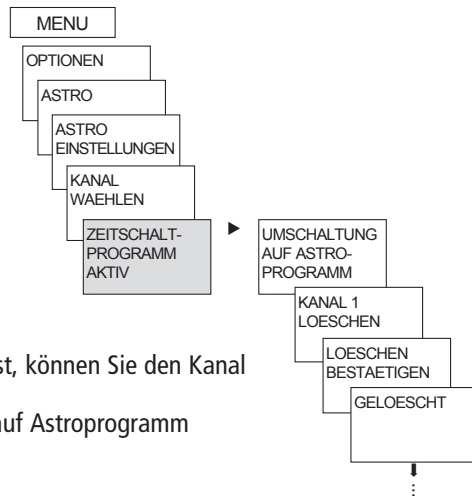 MENU
OPTIONEN
ASTRO
ASTRO
EINSTELLUNGEN
KANAL
WAEHLEN
ZEITSCHALT-
PROGRAMM
AKTIV
UMSCHALTUNG
AUF ASTRO-
PROGRAMM
KANAL 1
LOESCHEN
LOESCHEN
BESTAETIGEN
GELOESCHT
st, können Sie den Kanal
auf Astroprogramm